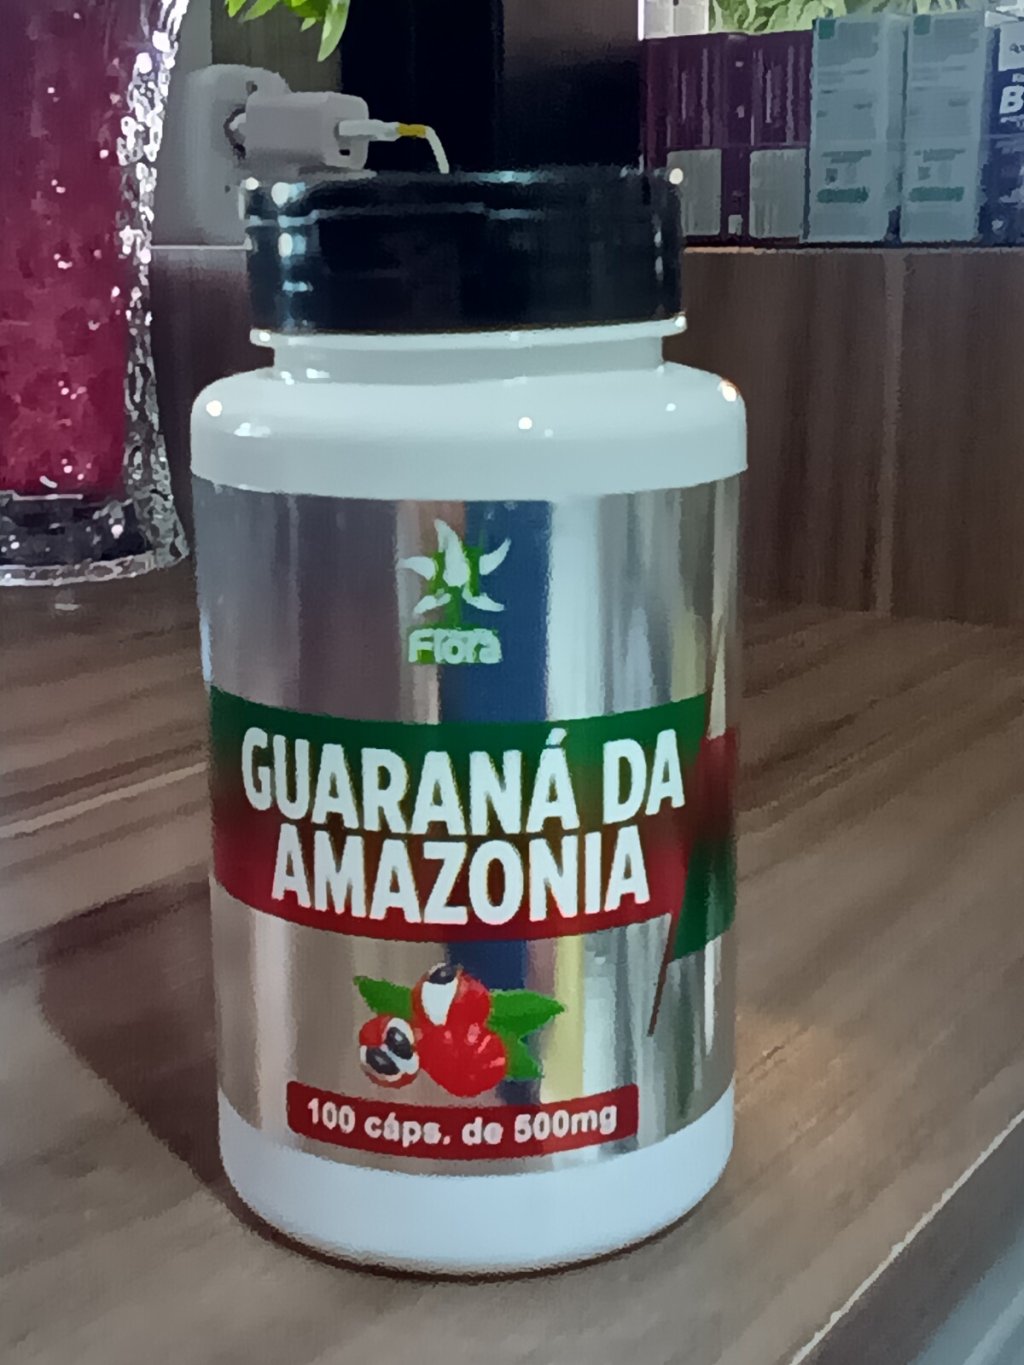 Flora
GUARANÁ DA
AMAZONIA
100 cáps. de 500mg